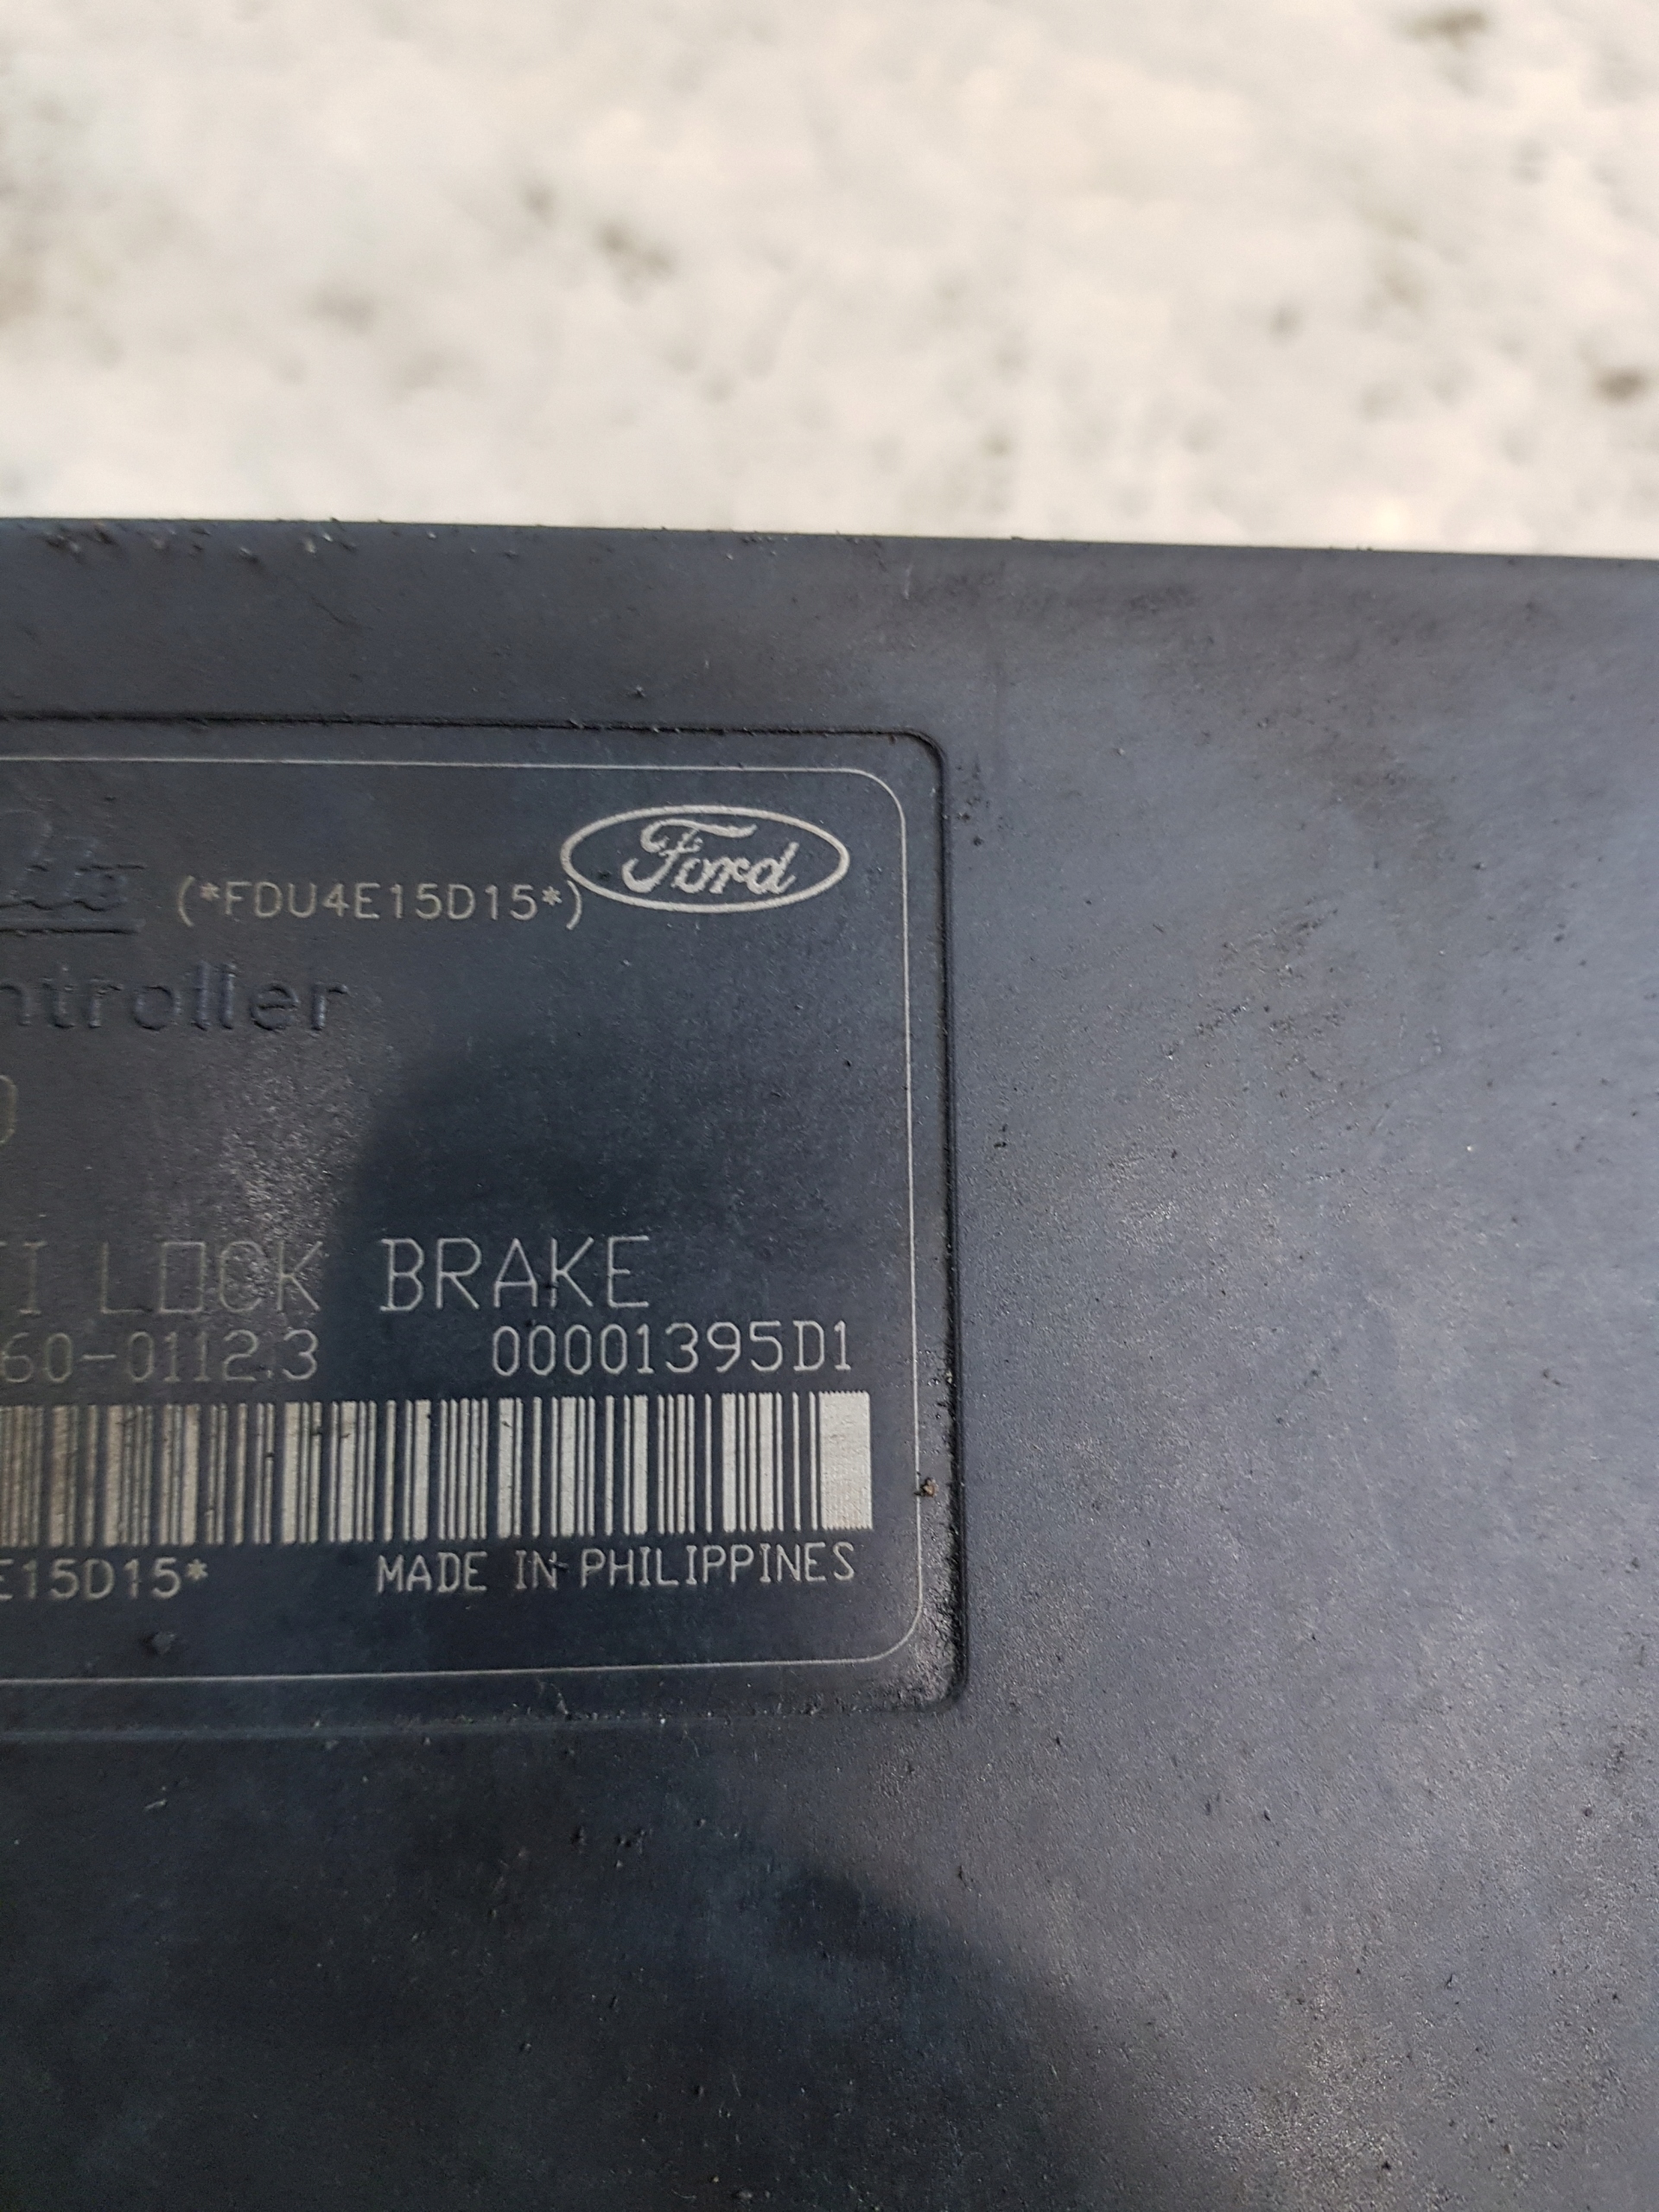 (*FDU4E15D15*) Ford
ntroller
I LOCK BRAKE
60-0112.3 00001395D1
E15D15* MADE IN PHILIPPINES